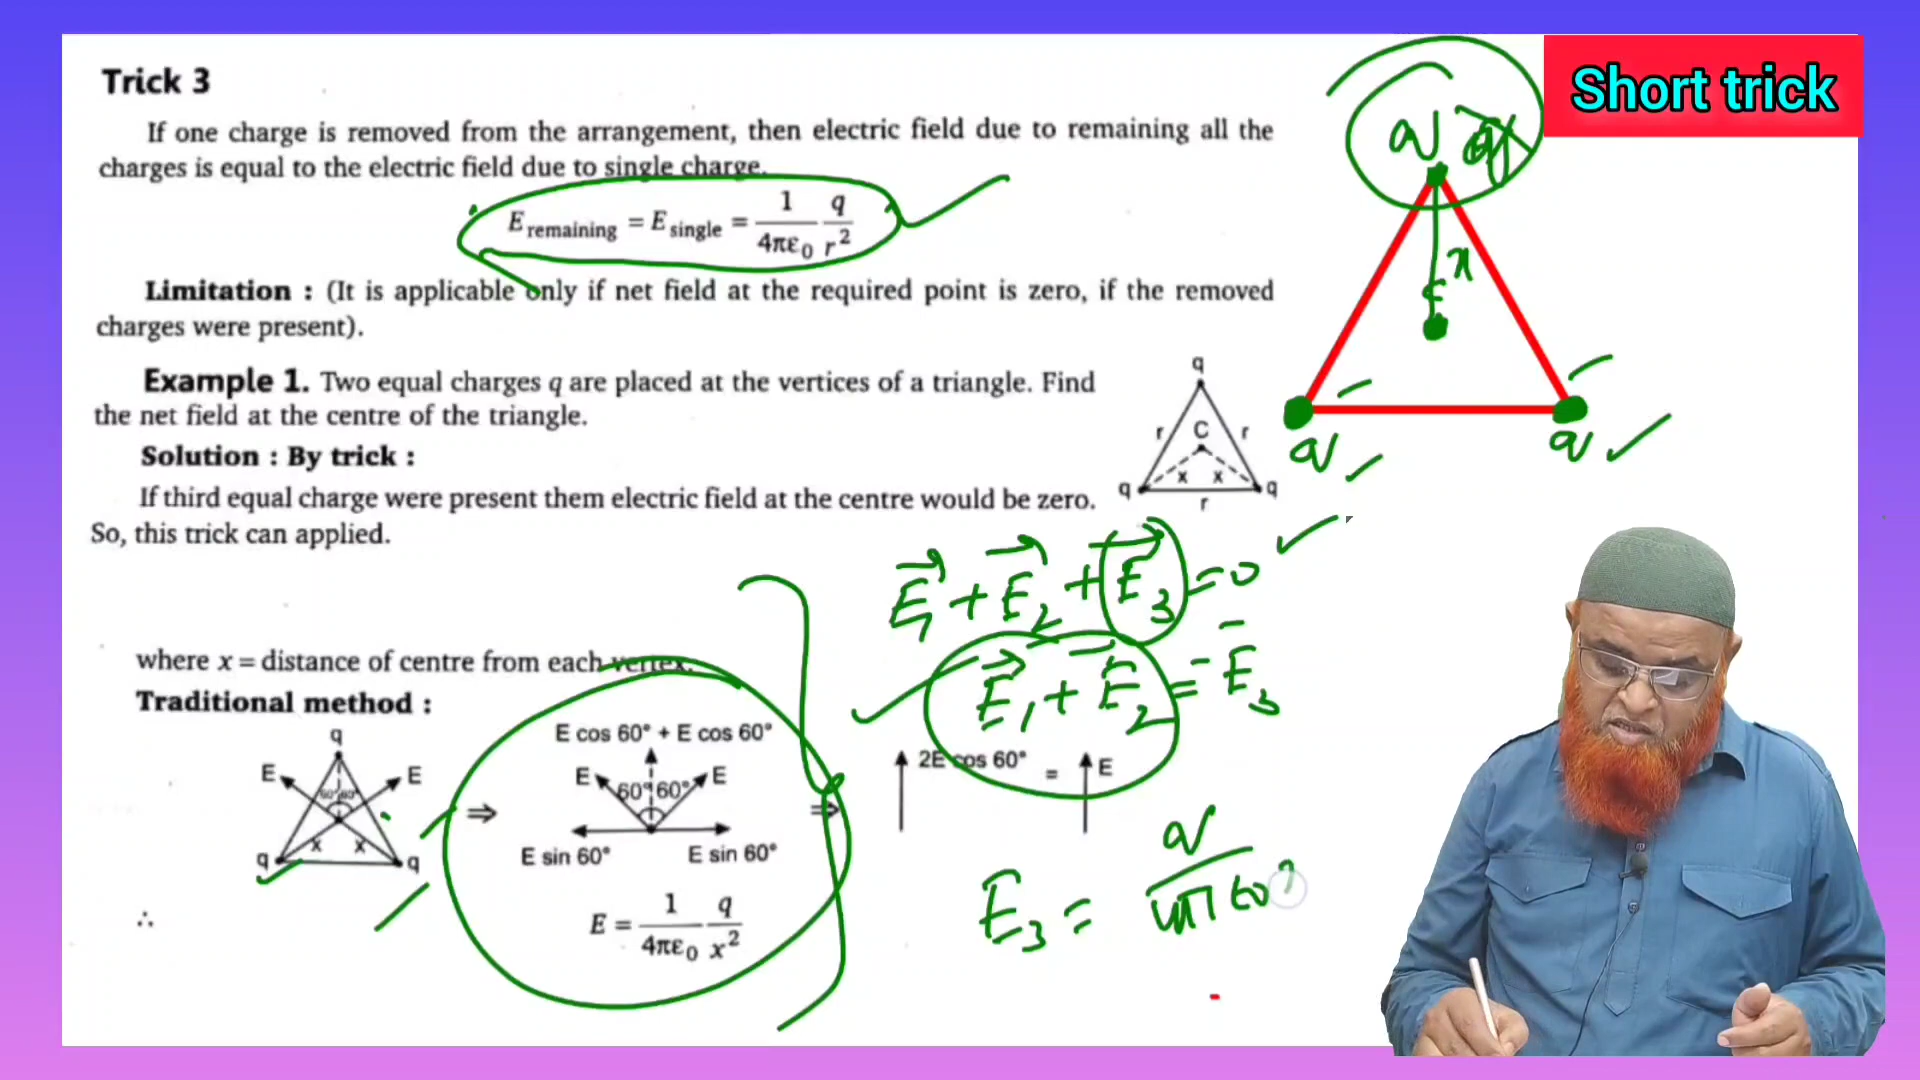 Trick 3
Short trick
If one charge is removed from the arrangement, then electric field due to remaining all the
charges is equal to the electric field due to single charge.
E remaining = E single = 1/4πε0 q/r²
Limitation : (It is applicable only if net field at the required point is zero, if the removed
charges were present).
Example 1. Two equal charges q are placed at the vertices of a triangle. Find
the net field at the centre of the triangle.
Solution : By trick :
If third equal charge were present them electric field at the centre would be zero.
So, this trick can applied.
q
r C r
x x
q r q
q
x
q q
E1 + E2 + E3 = 0
E1 + E2 = - E3
where x = distance of centre from each vertex.
Traditional method :
q
E E
60° 60°
x x
q q
⇒
E cos 60° + E cos 60°
E 60° 60° E
E sin 60° E sin 60°
⇒
2E cos 60° = E
∴
E = 1/4πε0 q/x²
E3 = q/4πε0